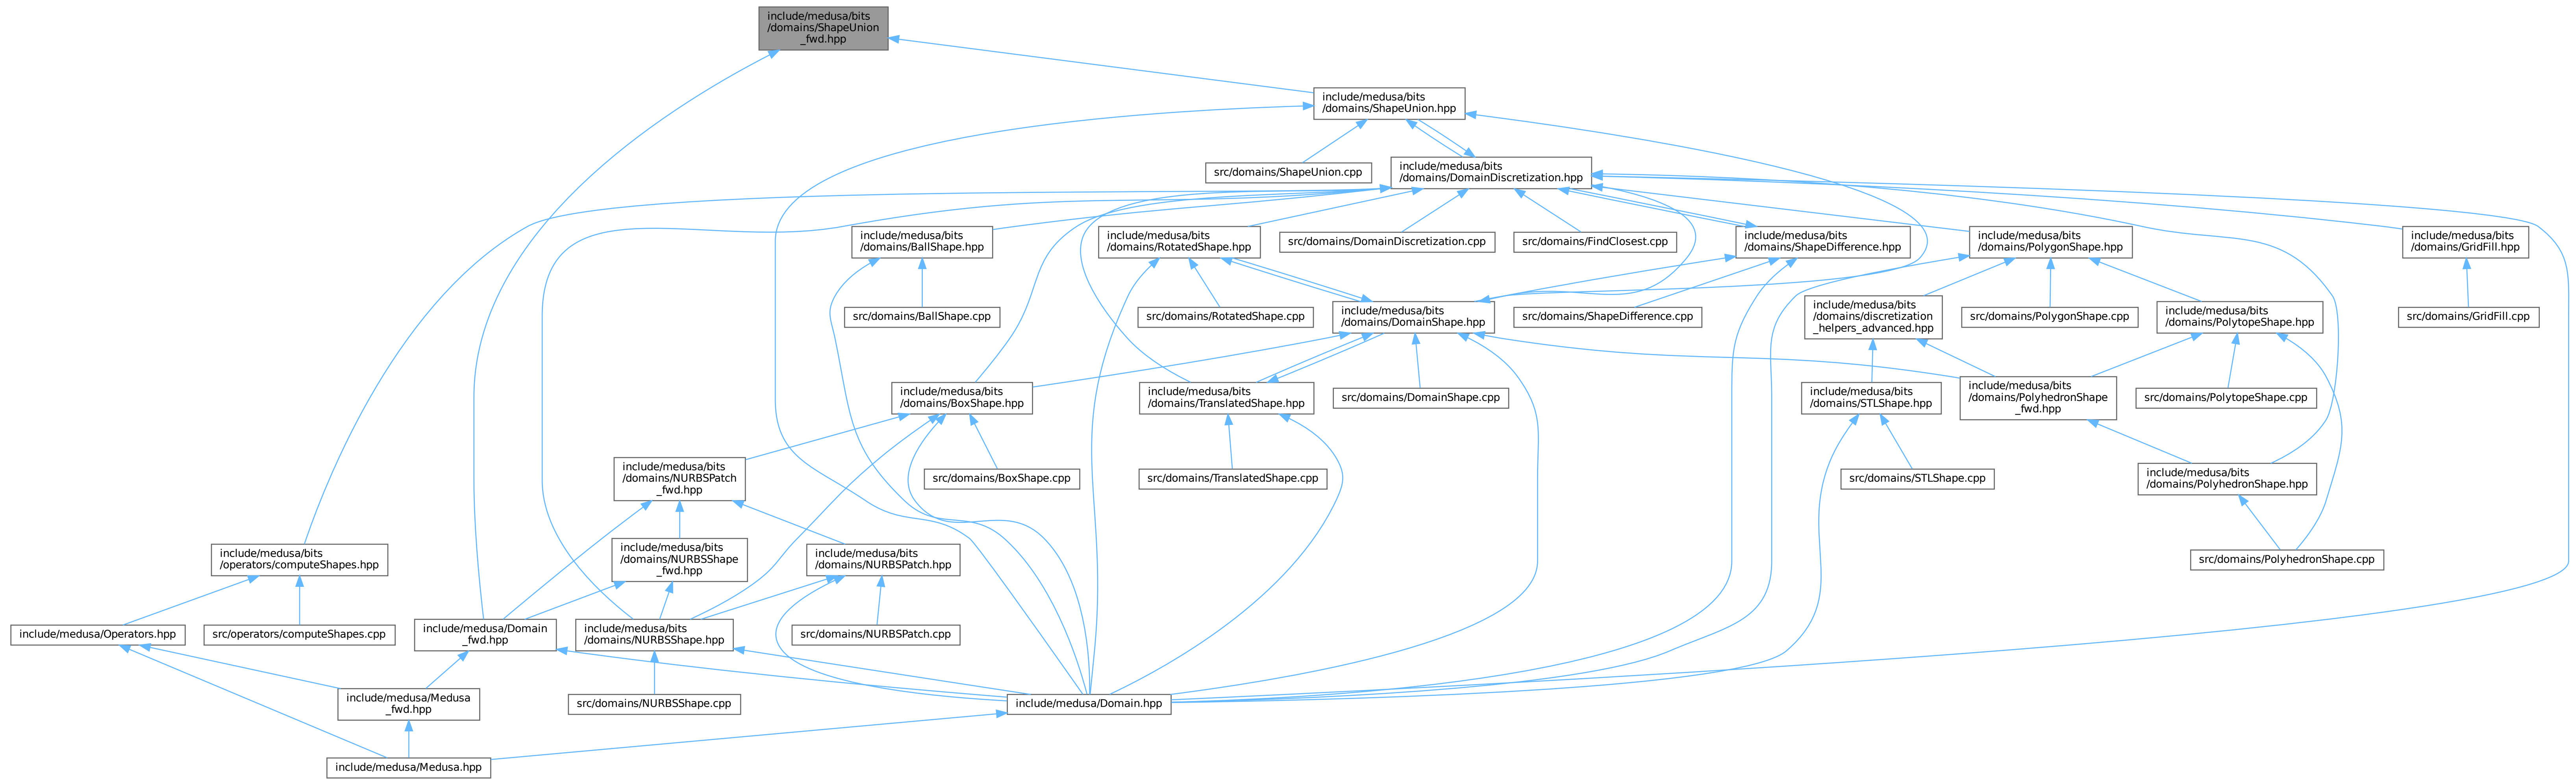 include/medusa/bits
/domains/ShapeUnion
_fwd.hpp
include/medusa/bits
/domains/ShapeUnion.hpp
src/domains/ShapeUnion.cpp
include/medusa/bits
/domains/DomainDiscretization.hpp
include/medusa/bits
/domains/BallShape.hpp
include/medusa/bits
/domains/RotatedShape.hpp
src/domains/DomainDiscretization.cpp
src/domains/FindClosest.cpp
include/medusa/bits
/domains/ShapeDifference.hpp
include/medusa/bits
/domains/PolygonShape.hpp
include/medusa/bits
/domains/GridFill.hpp
src/domains/BallShape.cpp
src/domains/RotatedShape.cpp
include/medusa/bits
/domains/DomainShape.hpp
src/domains/ShapeDifference.cpp
include/medusa/bits
/domains/discretization
_helpers_advanced.hpp
src/domains/PolygonShape.cpp
include/medusa/bits
/domains/PolytopeShape.hpp
src/domains/GridFill.cpp
include/medusa/bits
/domains/BoxShape.hpp
include/medusa/bits
/domains/TranslatedShape.hpp
src/domains/DomainShape.cpp
include/medusa/bits
/domains/STLShape.hpp
include/medusa/bits
/domains/PolyhedronShape
_fwd.hpp
src/domains/PolytopeShape.cpp
include/medusa/bits
/domains/NURBSPatch
_fwd.hpp
src/domains/BoxShape.cpp
src/domains/TranslatedShape.cpp
src/domains/STLShape.cpp
include/medusa/bits
/domains/PolyhedronShape.hpp
include/medusa/bits
/operators/computeShapes.hpp
include/medusa/bits
/domains/NURBSShape
_fwd.hpp
include/medusa/bits
/domains/NURBSPatch.hpp
src/domains/PolyhedronShape.cpp
include/medusa/Operators.hpp
src/operators/computeShapes.cpp
include/medusa/Domain
_fwd.hpp
include/medusa/bits
/domains/NURBSShape.hpp
src/domains/NURBSPatch.cpp
include/medusa/Medusa
_fwd.hpp
src/domains/NURBSShape.cpp
include/medusa/Domain.hpp
include/medusa/Medusa.hpp